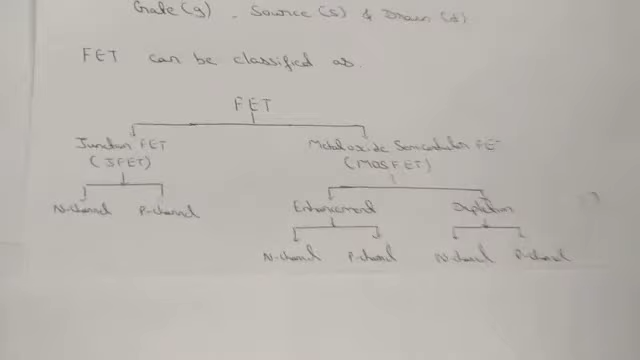 Gate(g) . Source (s) & Drain (d)
FET can be classified as.
FET
Junction FET Metal oxide Semiconductor FET
(JFET) (MOSFET)
N-channel P-channel Enhancement Depletion
N-channel P-channel N-channel P-channel